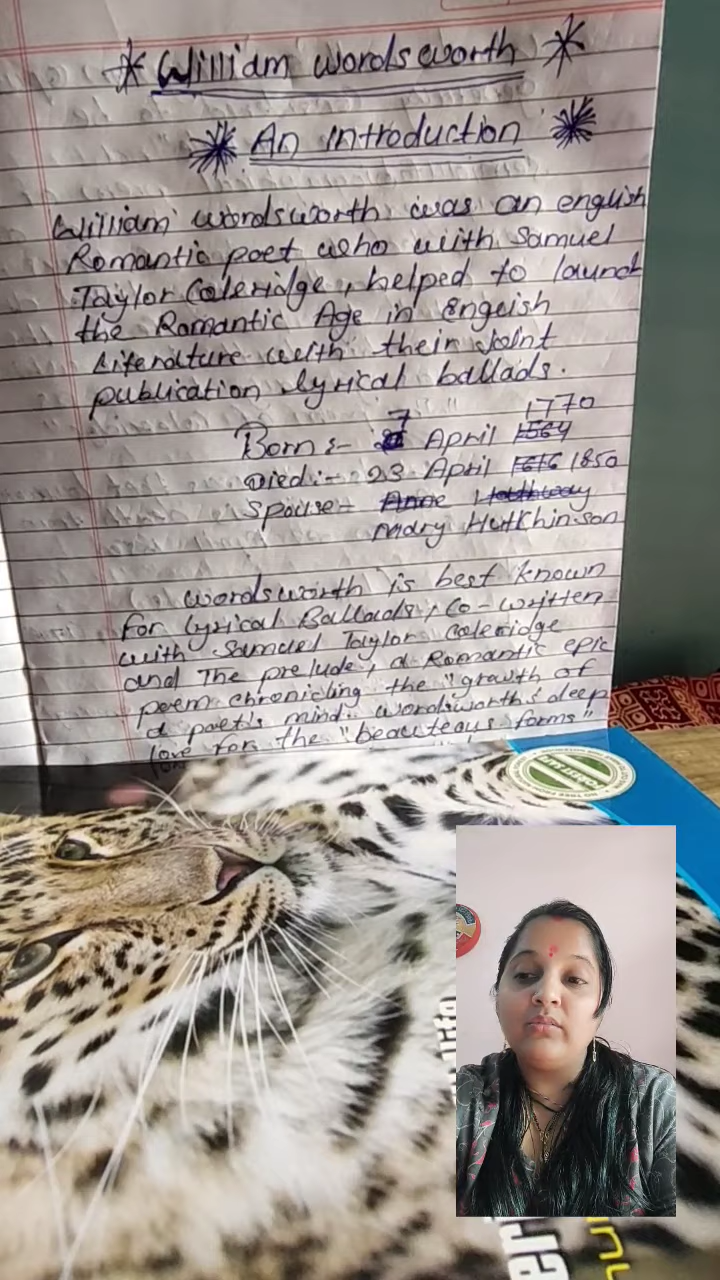 William Wordsworth
An Introduction
William wordsworth was an english
Romantic poet who with Samuel
Taylor Coleridge, helped to launch
the Romantic Age in Engcish
Literature with their Joint
publication lyrical ballads.
1770
Born :- 7 April 1564
Died :- 23 April 1616 1850
Spouse - Anne Hathway
Mary Hutchinson
wordsworth is best known
for Lyrical Ballads, co-written
with Samuel Taylor Coleridge
and The prelude, a Romantic epic
poem chronicling the "growth of
a poet's mind. wordsworth's deep
love for the "beauteous forms"
FOREST SAFE